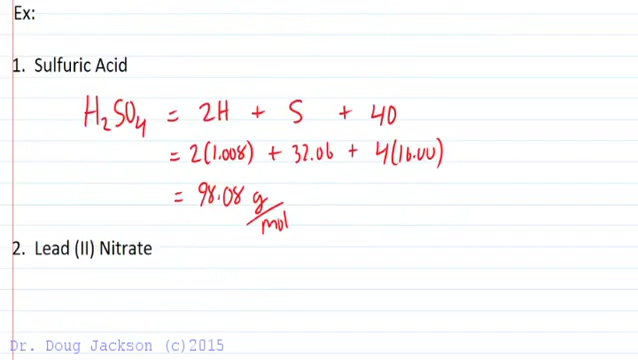 Ex:
1. Sulfuric Acid
H₂SO₄ = 2H + S + 4O
= 2(1.008) + 32.06 + 4(16.00)
= 98.08 g/mol
2. Lead (II) Nitrate
Dr. Doug Jackson (c)2015